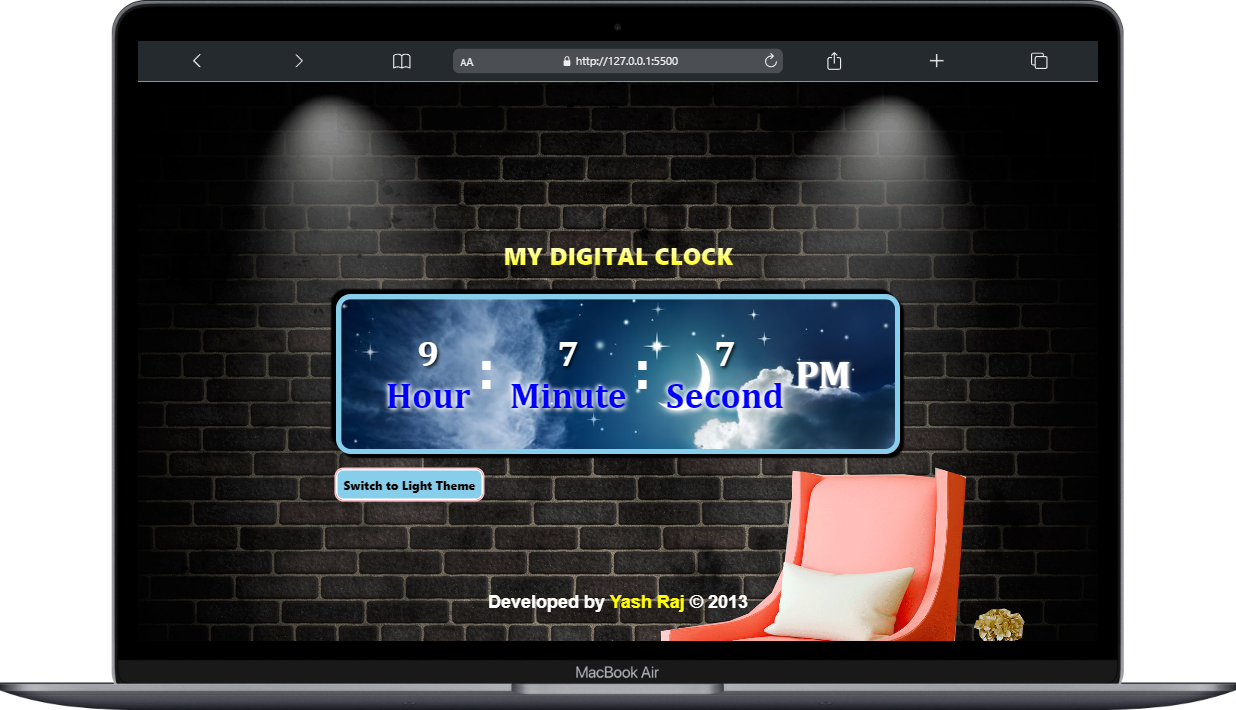 AA http://127.0.0.1:5500
MY DIGITAL CLOCK
9 : 7 : 7 PM
Hour Minute Second
Switch to Light Theme
Developed by Yash Raj © 2013
MacBook Air